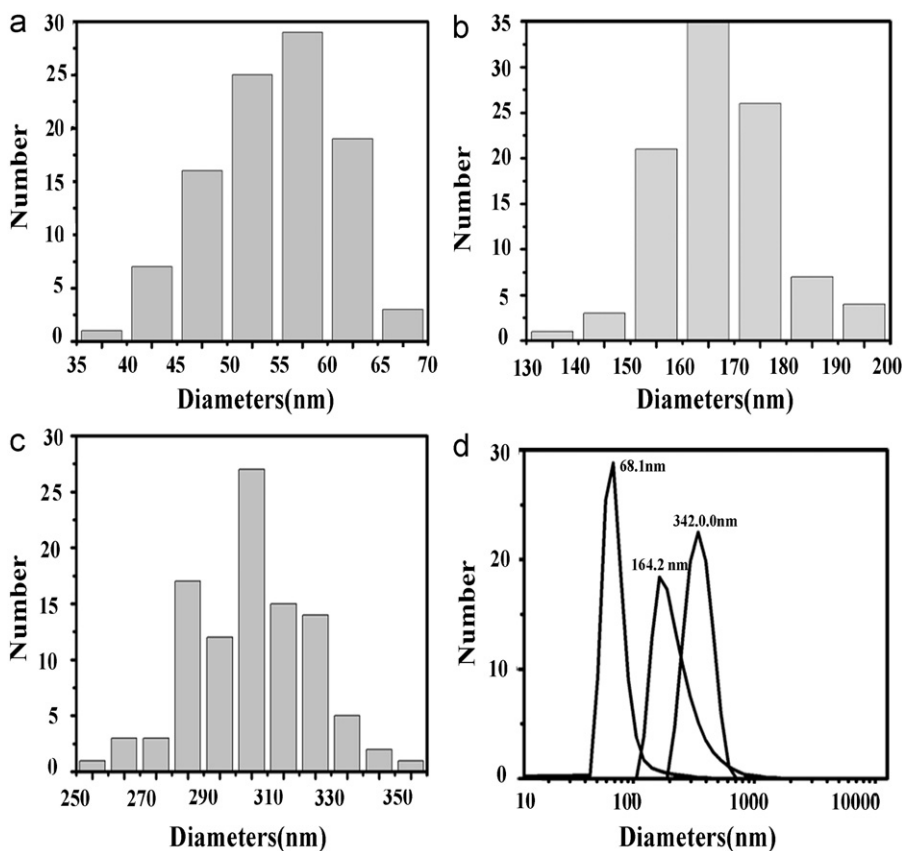 a
30
25
20
15
10
5
0
Number
35 40 45 50 55 60 65 70
Diameters(nm)
b
35
30
25
20
15
10
5
0
Number
130 140 150 160 170 180 190 200
Diameters(nm)
c
30
25
20
15
10
5
0
Number
250 270 290 310 330 350
Diameters(nm)
d
30
20
10
0
Number
68.1nm
342.0.0nm
164.2 nm
10 100 1000 10000
Diameters(nm)